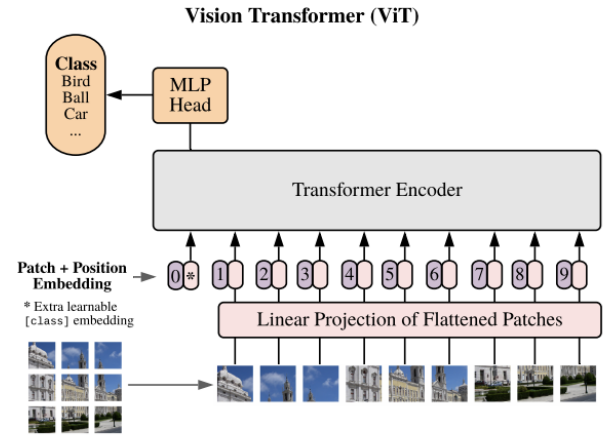 Vision Transformer (ViT)
Class
Bird
Ball
Car
...
MLP
Head
Transformer Encoder
Patch + Position
Embedding
0 * 1 2 3 4 5 6 7 8 9
* Extra learnable
[class] embedding
Linear Projection of Flattened Patches